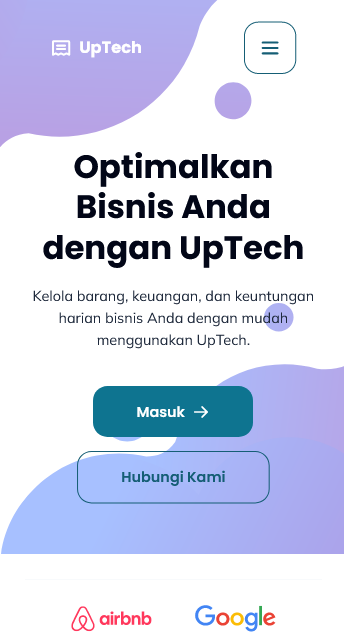 UpTech
Optimalkan
Bisnis Anda
dengan UpTech
Kelola barang, keuangan, dan keuntungan
harian bisnis Anda dengan mudah
menggunakan UpTech.
Masuk
Hubungi Kami
airbnb
Google